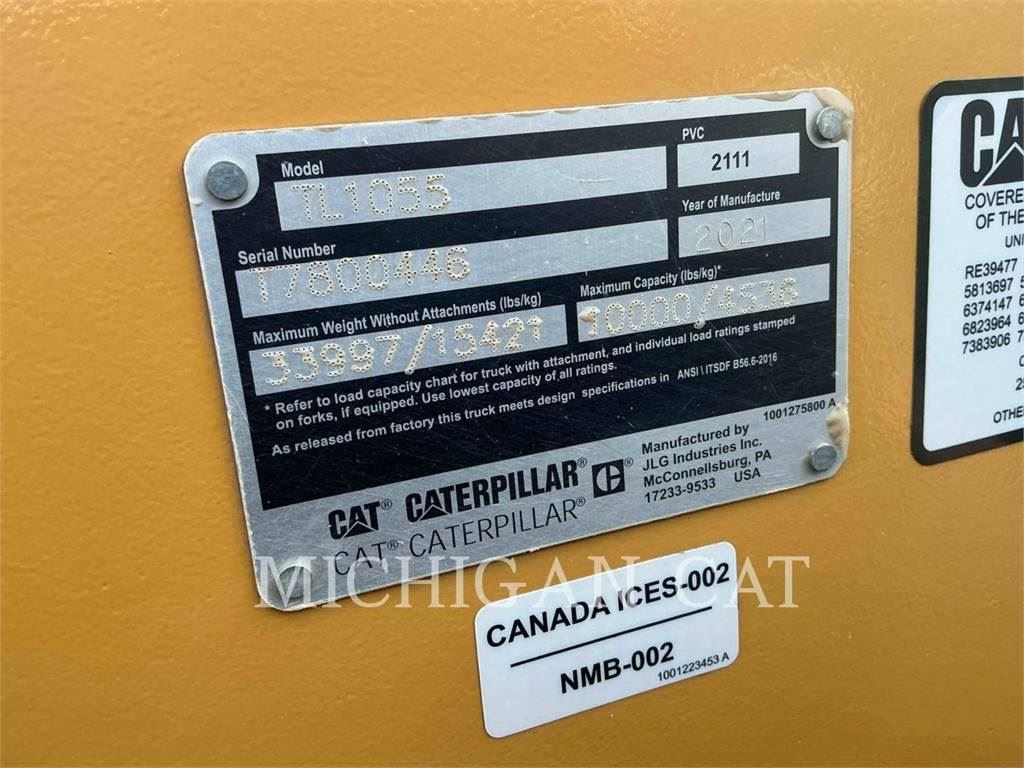 Model
TL1055
PVC
2111
Serial Number
T7800446
Year of Manufacture
2021
Maximum Weight Without Attachments (lbs/kg)
33997/15421
Maximum Capacity (lbs/kg)*
10000/4536
* Refer to load capacity chart for truck with attachment, and individual load ratings stamped
on forks, if equipped. Use lowest capacity of all ratings.
As released from factory this truck meets design specifications in ANSI \ ITSDF B56.6-2016
1001275800 A
CAT® CATERPILLAR® C®
CAT® CATERPILLAR®
Manufactured by
JLG Industries Inc.
McConnellsburg, PA
17233-9533 USA
MICHIGAN CAT
CANADA ICES-002
NMB-002
1001223453 A
COVERE
OF THE
UNI
RE39477
5813697 5
6374147 6
6823964 6
7383906 7
OTHE